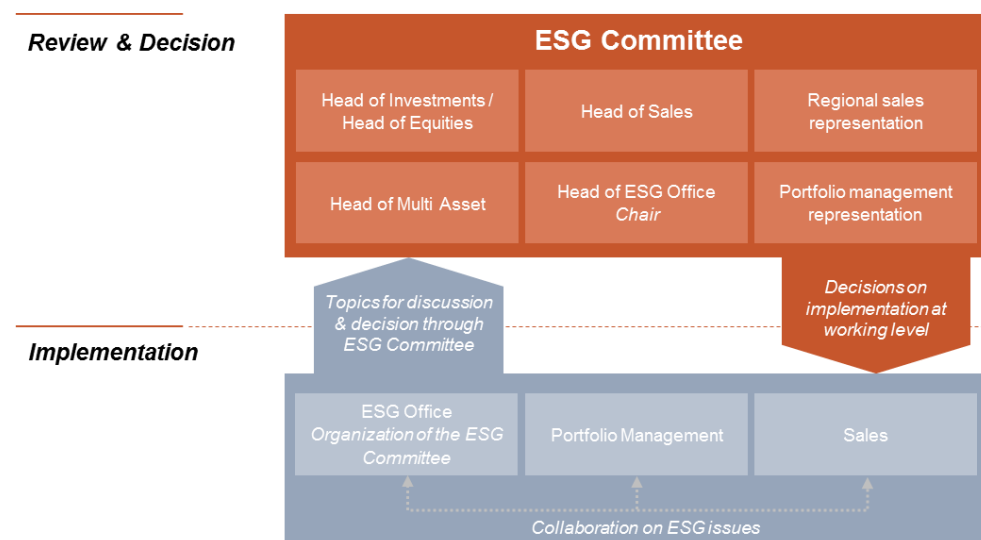 Review & Decision
ESG Committee
Head of Investments /
Head of Equities
Head of Sales
Regional sales
representation
Head of Multi Asset
Head of ESG Office
Chair
Portfolio management
representation
Topics for discussion
& decision through
ESG Committee
Decisions on
implementation at
working level
Implementation
ESG Office
Organization of the ESG
Committee
Portfolio Management
Sales
Collaboration on ESG issues